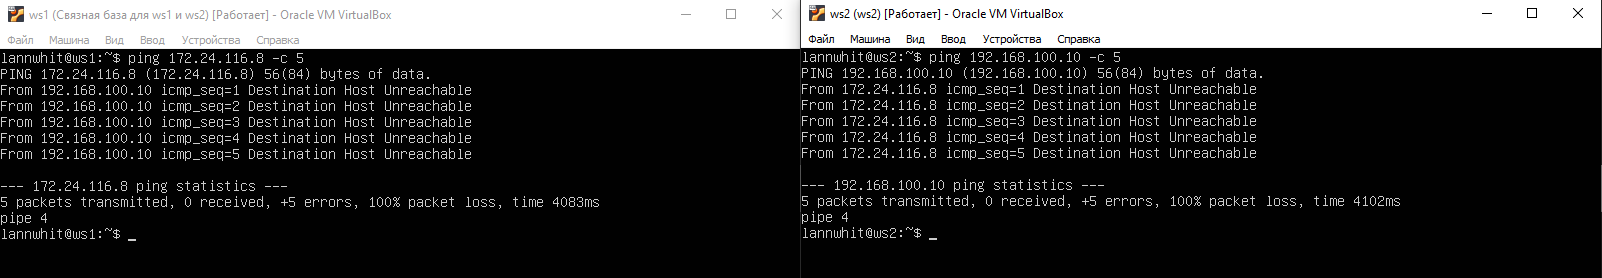 ws1 (Связная база для ws1 и ws2) [Работает] - Oracle VM VirtualBox
Файл Машина Вид Ввод Устройства Справка
lannwhit@ws1:~$ ping 172.24.116.8 -c 5
PING 172.24.116.8 (172.24.116.8) 56(84) bytes of data.
From 192.168.100.10 icmp_seq=1 Destination Host Unreachable
From 192.168.100.10 icmp_seq=2 Destination Host Unreachable
From 192.168.100.10 icmp_seq=3 Destination Host Unreachable
From 192.168.100.10 icmp_seq=4 Destination Host Unreachable
From 192.168.100.10 icmp_seq=5 Destination Host Unreachable
--- 172.24.116.8 ping statistics ---
5 packets transmitted, 0 received, +5 errors, 100% packet loss, time 4083ms
pipe 4
lannwhit@ws1:~$ _
ws2 (ws2) [Работает] - Oracle VM VirtualBox
Файл Машина Вид Ввод Устройства Справка
lannwhit@ws2:~$ ping 192.168.100.10 -c 5
PING 192.168.100.10 (192.168.100.10) 56(84) bytes of data.
From 172.24.116.8 icmp_seq=1 Destination Host Unreachable
From 172.24.116.8 icmp_seq=2 Destination Host Unreachable
From 172.24.116.8 icmp_seq=3 Destination Host Unreachable
From 172.24.116.8 icmp_seq=4 Destination Host Unreachable
From 172.24.116.8 icmp_seq=5 Destination Host Unreachable
--- 192.168.100.10 ping statistics ---
5 packets transmitted, 0 received, +5 errors, 100% packet loss, time 4102ms
pipe 4
lannwhit@ws2:~$ _